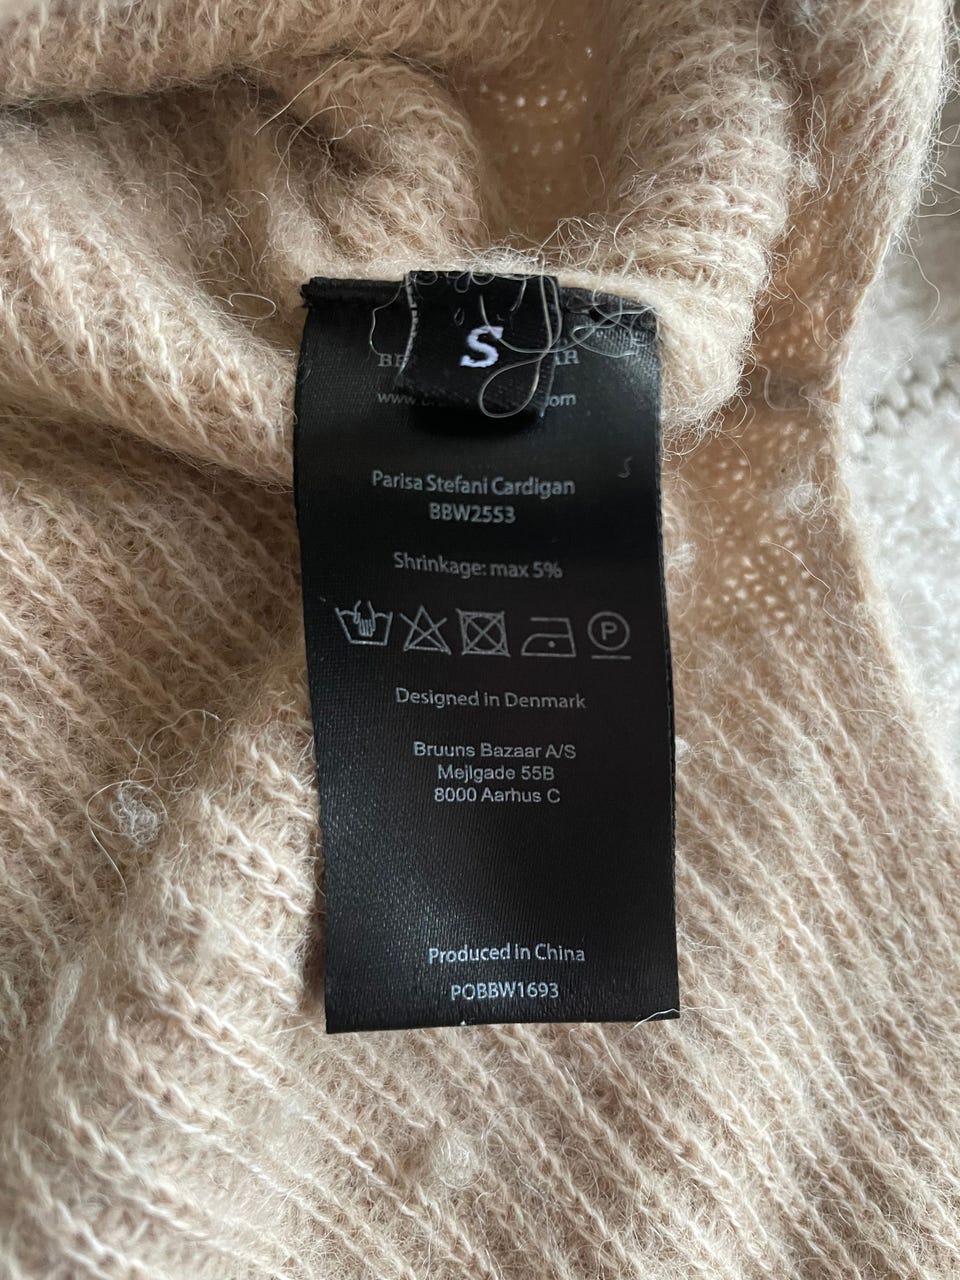 S
Parisa Stefani Cardigan
BBW2553
Shrinkage: max 5%
P
Designed in Denmark
Bruuns Bazaar A/S
Mejlgade 55B
8000 Aarhus C
Produced in China
POBBW1693